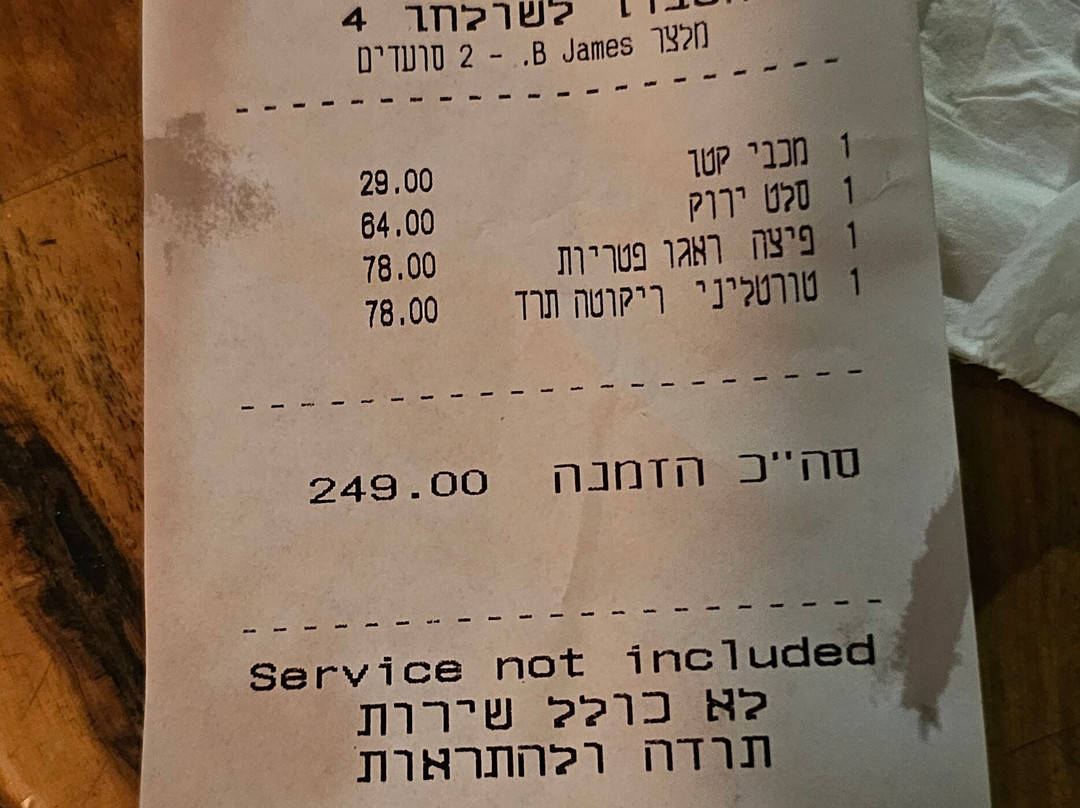 לשולחן 4
מלצר B James. - 2 סועדים
1 מכבי קטן 29.00
1 סלט ירוק 64.00
1 פיצה ראגו פטריות 78.00
1 טורטליני ריקוטה תרד 78.00
סה"כ הזמנה 249.00
Service not included
לא כולל שירות
תודה ולהתראות